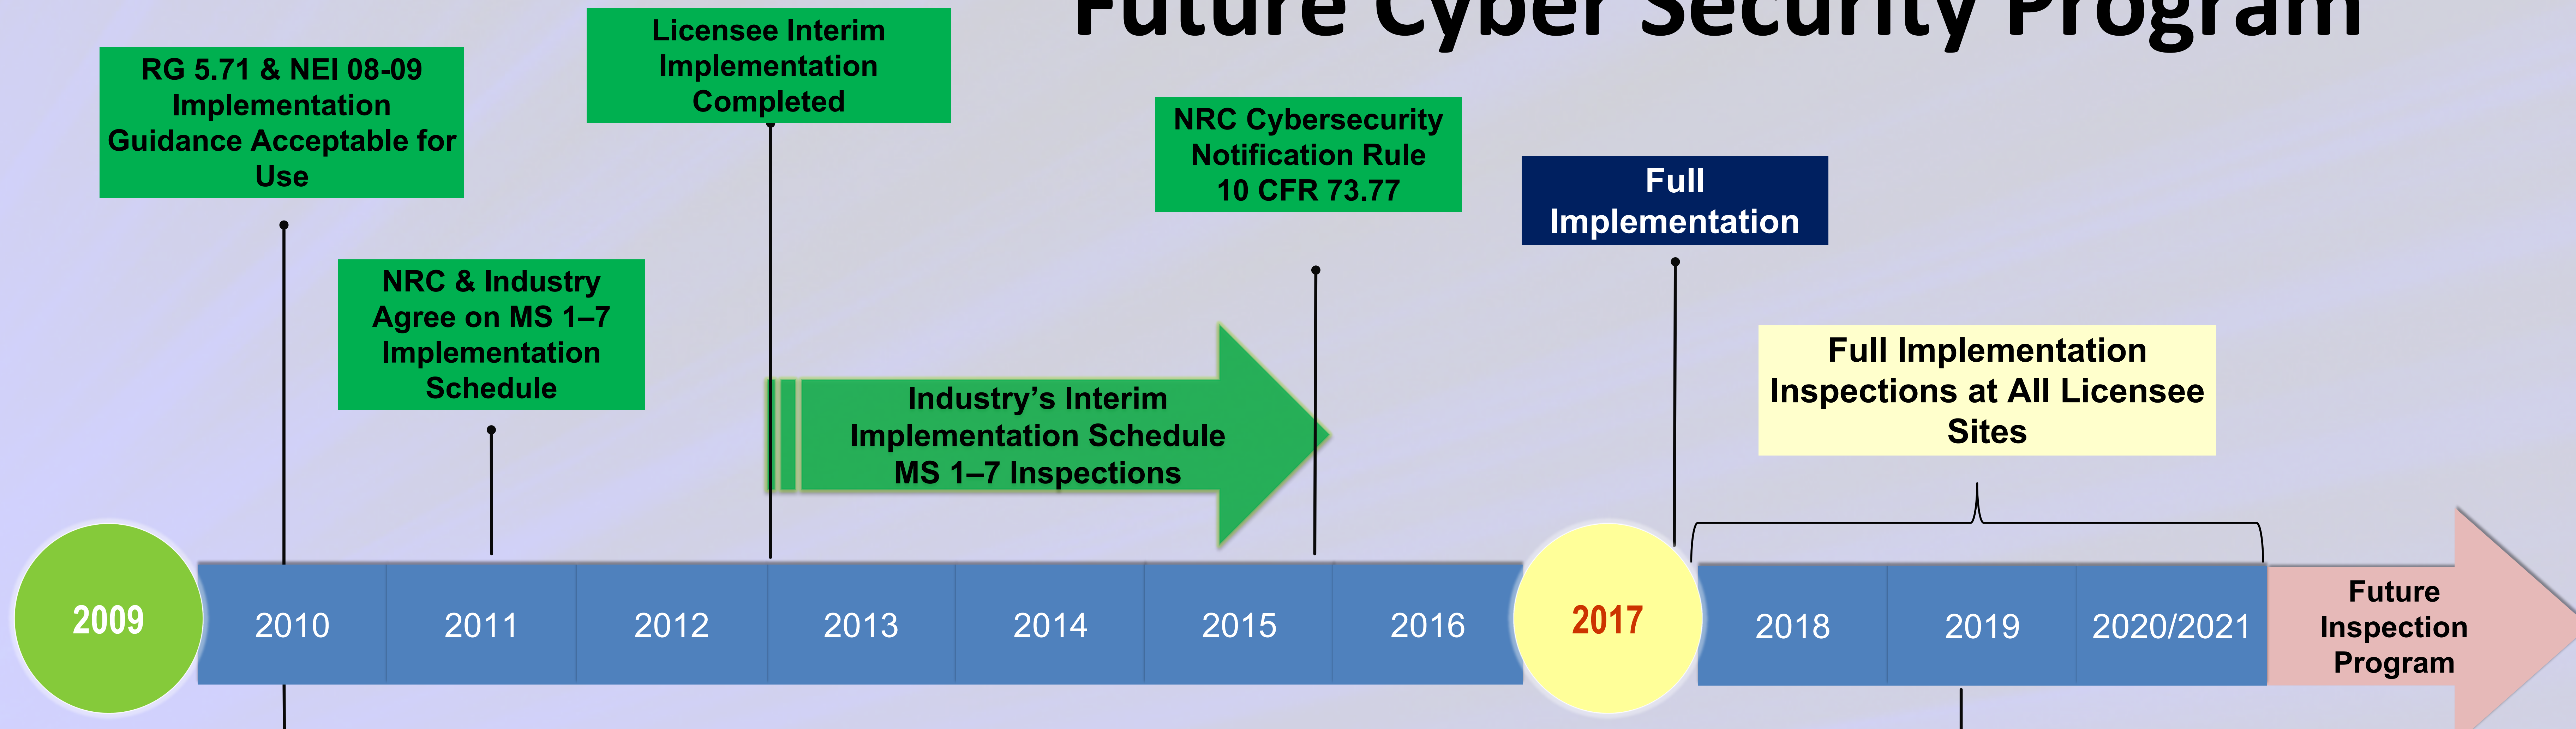 Future Cyber Security Program
RG 5.71 & NEI 08-09
Implementation
Guidance Acceptable for
Use
NRC & Industry
Agree on MS 1–7
Implementation
Schedule
Licensee Interim
Implementation
Completed
Industry’s Interim
Implementation Schedule
MS 1–7 Inspections
NRC Cybersecurity
Notification Rule
10 CFR 73.77
Full
Implementation
Full Implementation
Inspections at All Licensee
Sites
2009
2010
2011
2012
2013
2014
2015
2016
2017
2018
2019
2020/2021
Future
Inspection
Program